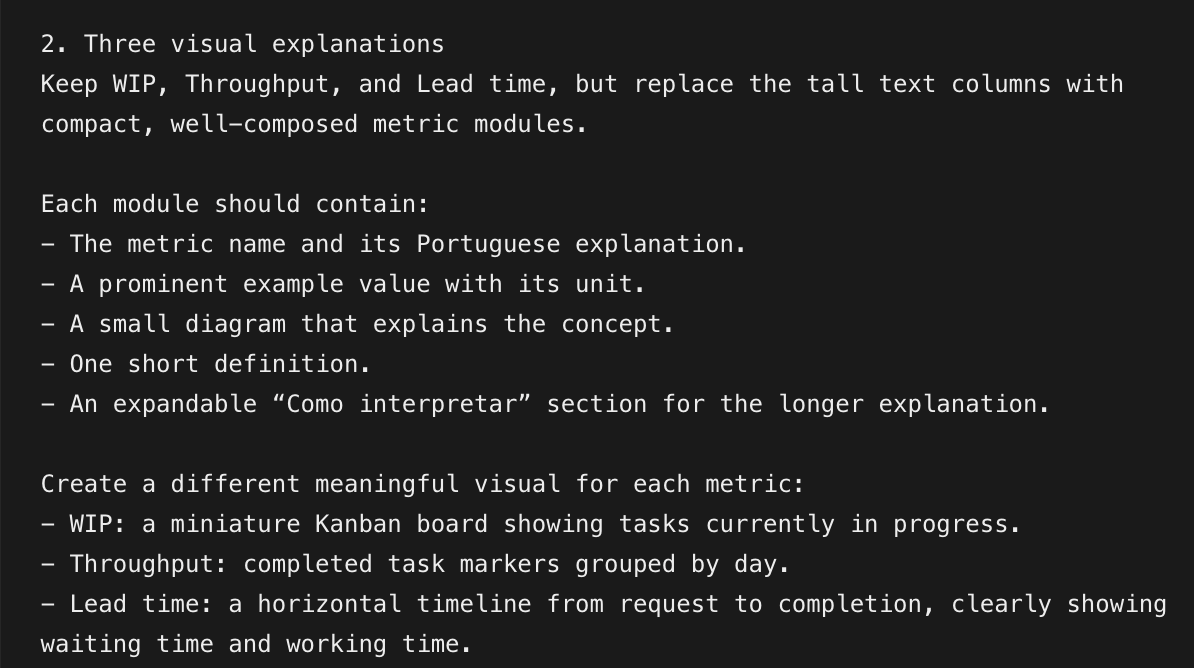 2. Three visual explanations
Keep WIP, Throughput, and Lead time, but replace the tall text columns with
compact, well-composed metric modules.
Each module should contain:
- The metric name and its Portuguese explanation.
- A prominent example value with its unit.
- A small diagram that explains the concept.
- One short definition.
- An expandable “Como interpretar” section for the longer explanation.
Create a different meaningful visual for each metric:
- WIP: a miniature Kanban board showing tasks currently in progress.
- Throughput: completed task markers grouped by day.
- Lead time: a horizontal timeline from request to completion, clearly showing
waiting time and working time.